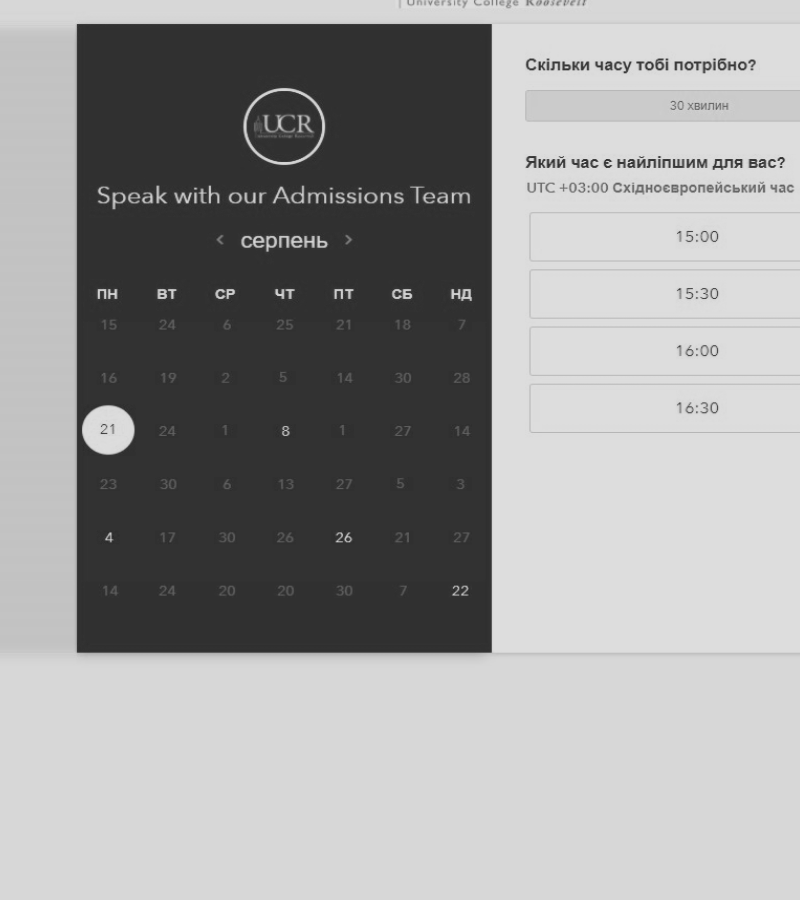 University College Roosevelt
UCR
Speak with our Admissions Team
< серпень >
ПН ВТ СР ЧТ ПТ СБ НД
15 24 6 25 21 18 7
16 19 2 5 14 30 28
21 24 1 8 1 27 14
23 30 6 13 27 5 3
4 17 30 26 26 21 27
14 24 20 20 30 7 22
Скільки часу тобі потрібно?
30 хвилин
Який час є найліпшим для вас?
UTC +03:00 Східноєвропейський час
15:00
15:30
16:00
16:30